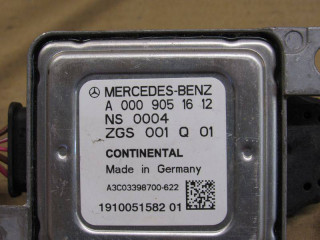 MERCEDES-BENZ
A 000 905 16 12
NS 0004
ZGS 001 Q 01
CONTINENTAL
Made in Germany
A3C03398700-622
1910051582 01